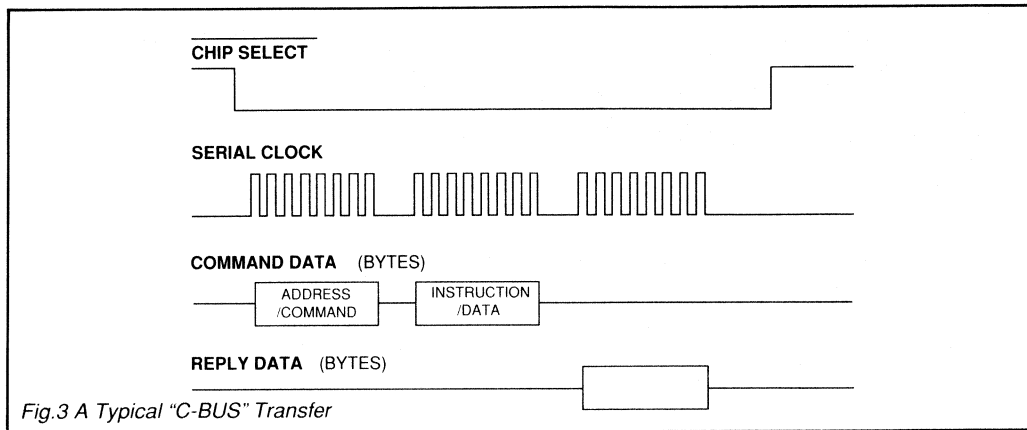 CHIP SELECT
SERIAL CLOCK
COMMAND DATA (BYTES)
ADDRESS
/COMMAND
INSTRUCTION
/DATA
REPLY DATA (BYTES)
Fig.3 A Typical “C-BUS” Transfer